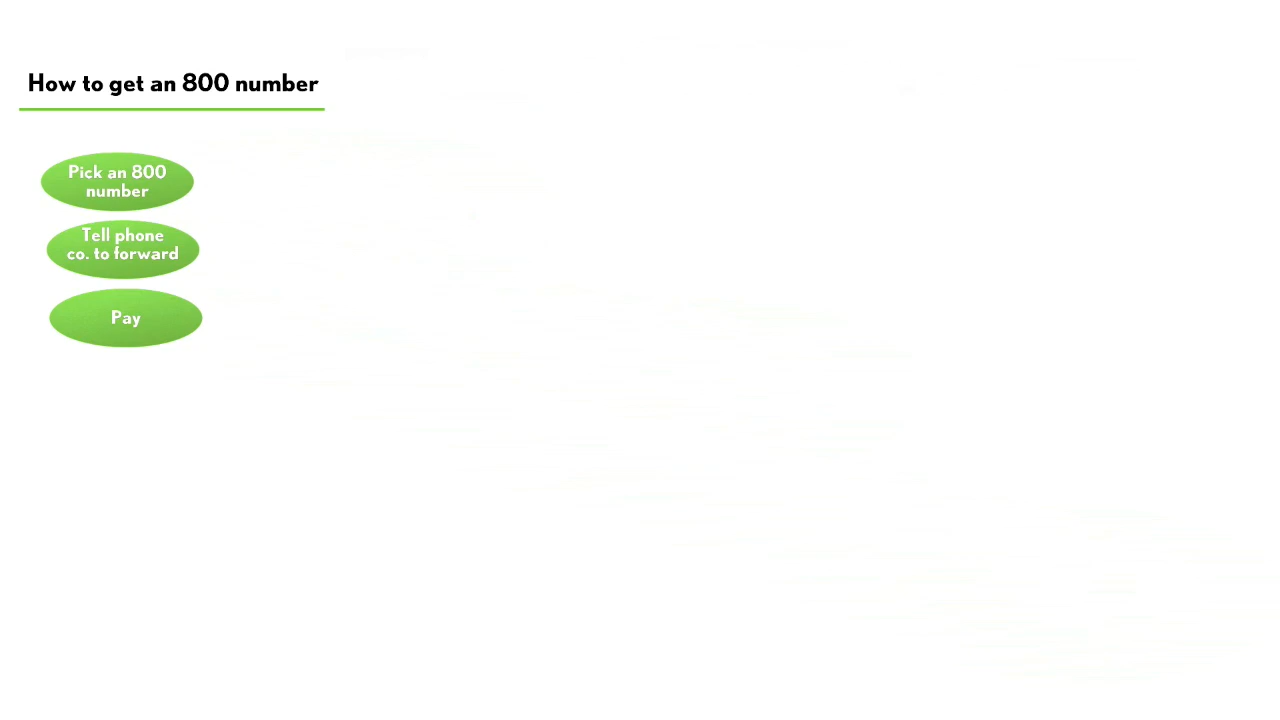 How to get an 800 number
Pick an 800
number
Tell phone
co. to forward
Pay